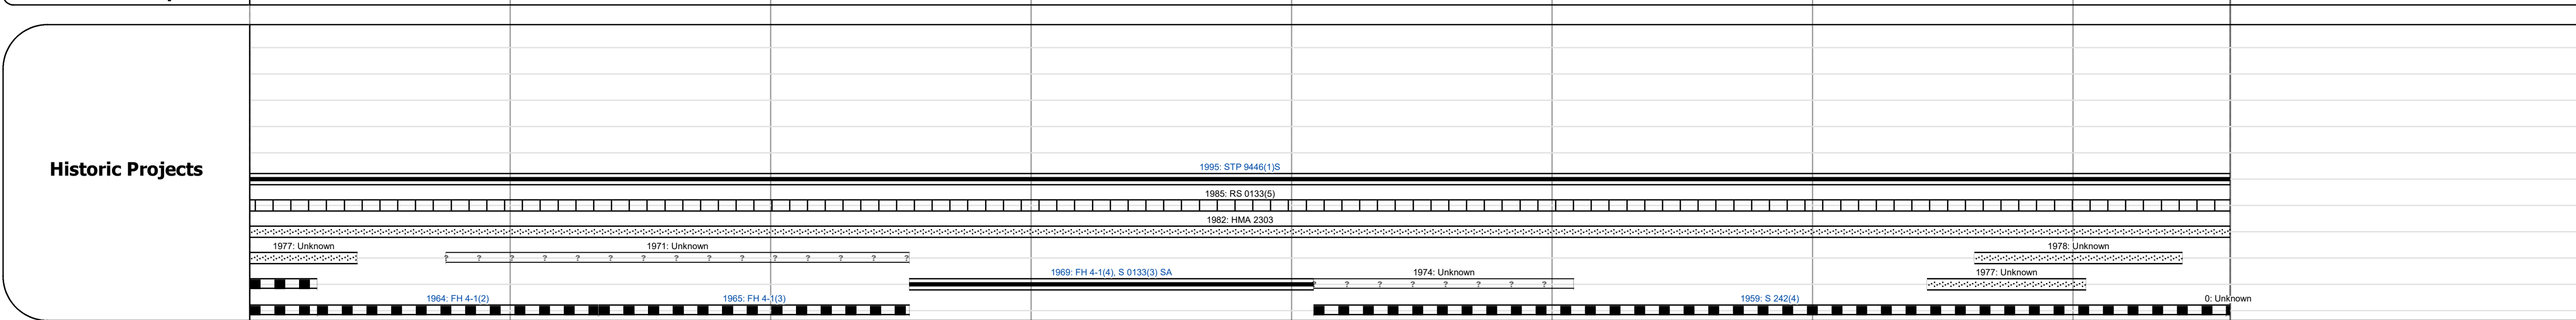 Historic Projects
1995: STP 9446(1)S
1985: RS 0133(5)
1982: HMA 2303
1977: Unknown
1971: Unknown
1978: Unknown
? ? ? ? ? ? ? ? ? ? ? ? ? ? ?
1969: FH 4-1(4), S 0133(3) SA
1974: Unknown
1977: Unknown
? ? ? ? ? ? ? ?
1964: FH 4-1(2)
1965: FH 4-1(3)
1959: S 242(4)
0: Unknown